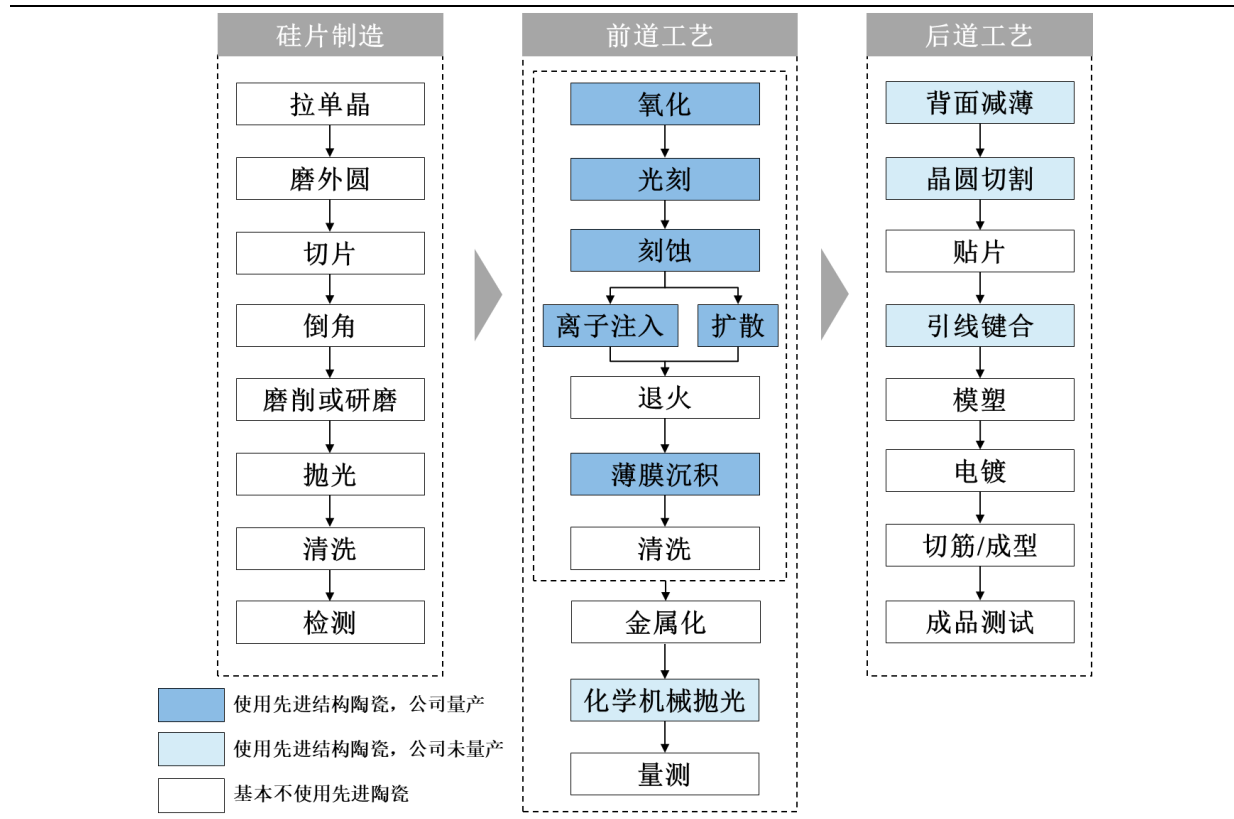 硅片制造
拉单晶
磨外圆
切片
倒角
磨削或研磨
抛光
清洗
检测
前道工艺
氧化
光刻
刻蚀
离子注入
扩散
退火
薄膜沉积
清洗
金属化
化学机械抛光
量测
后道工艺
背面减薄
晶圆切割
贴片
引线键合
模塑
电镀
切筋/成型
成品测试
使用先进结构陶瓷，公司量产
使用先进结构陶瓷，公司未量产
基本不使用先进陶瓷